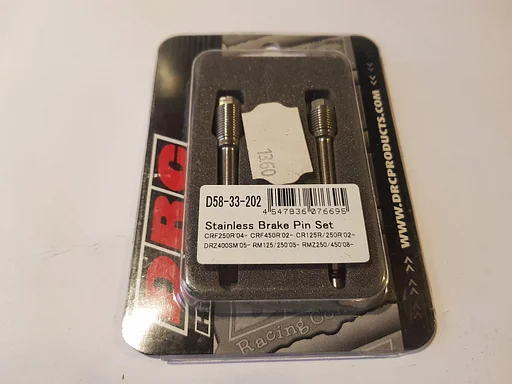 DRC
1360
D58-33-202
4 547836 076695
Stainless Brake Pin Set
CRF250R'04- CRF450R'02- CR125R/250R'02-
DRZ400SM'05- RM125/250'05- RMZ250/450'08-
WWW.DRCPRODUCTS.COM
Racing